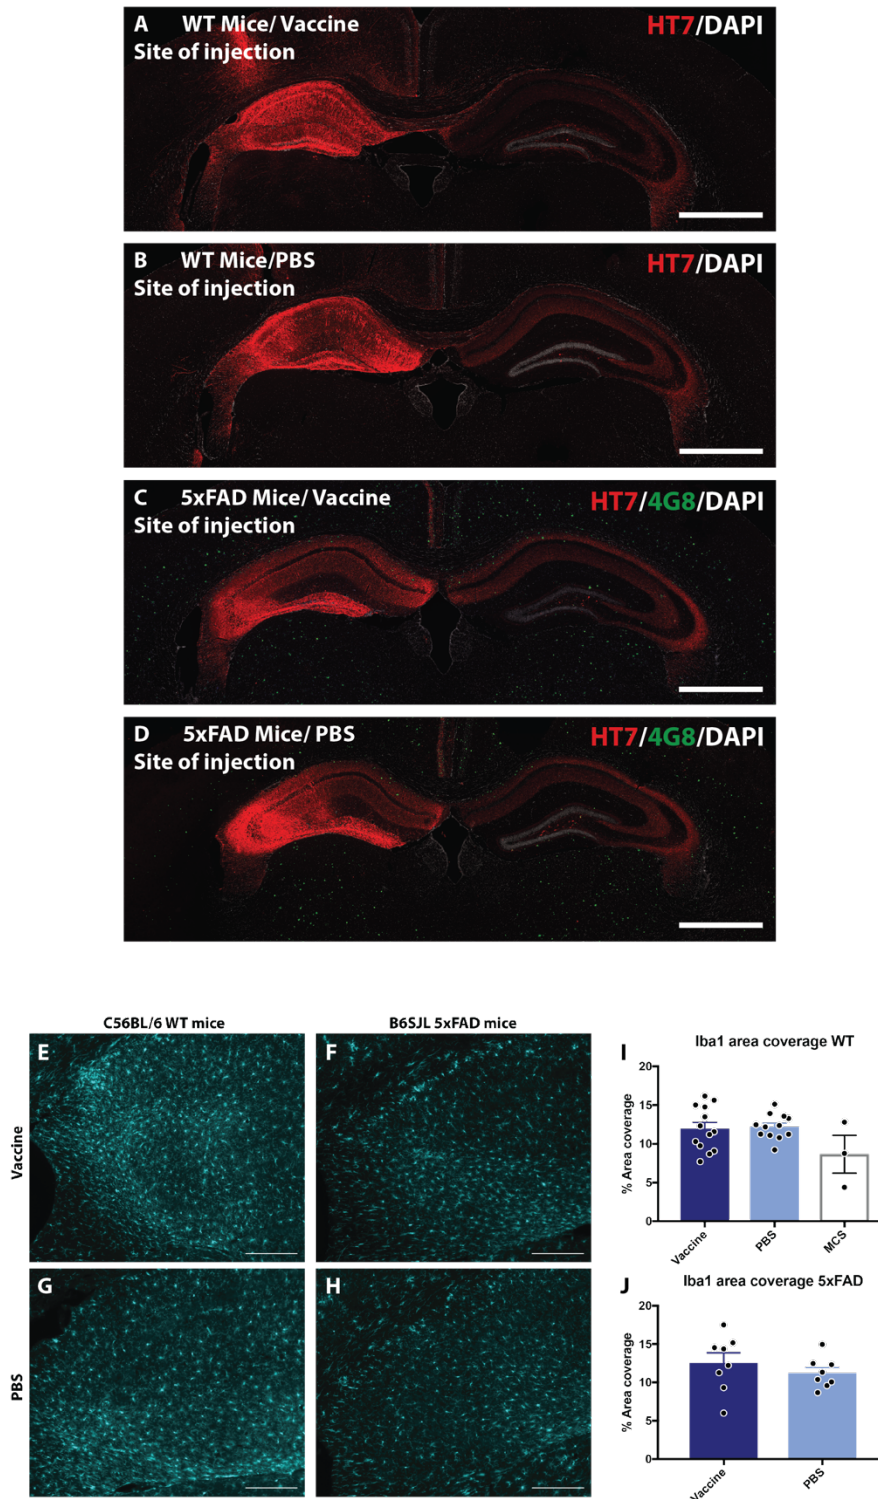 A WT Mice/ Vaccine HT7/DAPI
Site of injection
B WT Mice/PBS HT7/DAPI
Site of injection
C 5xFAD Mice/ Vaccine HT7/4G8/DAPI
Site of injection
D 5xFAD Mice/ PBS HT7/4G8/DAPI
Site of injection
C56BL/6 WT mice
B6SJL 5xFAD mice
Vaccine
E
F
PBS
G
H
I
Iba1 area coverage WT
% Area coverage
20
15
10
5
0
Vaccine
PBS
MCS
J
Iba1 area coverage 5xFAD
% Area coverage
20
15
10
5
0
Vaccine
PBS